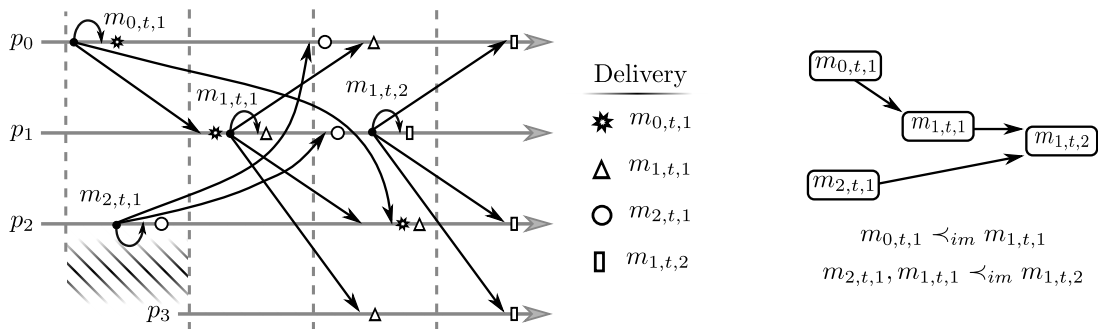 m₀,t,₁
p₀
m₁,t,₁
m₁,t,₂
p₁
m₂,t,₁
p₂
p₃
Delivery
m₀,t,₁
m₁,t,₁
m₂,t,₁
m₁,t,₂
m₀,t,₁
m₁,t,₁
m₁,t,₂
m₂,t,₁
m₀,t,₁ ≺im m₁,t,₁
m₂,t,₁, m₁,t,₁ ≺im m₁,t,₂